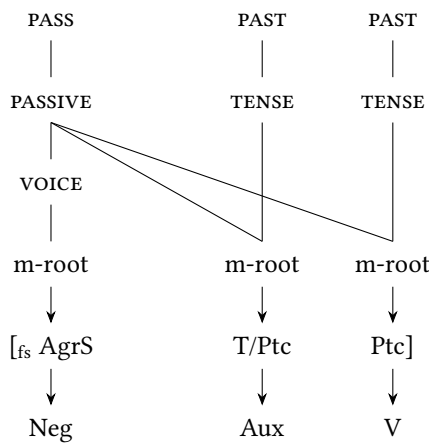 PASS PAST PAST
PASSIVE TENSE TENSE
VOICE
m-root m-root m-root
[fs AgrS T/Ptc Ptc]
Neg Aux V